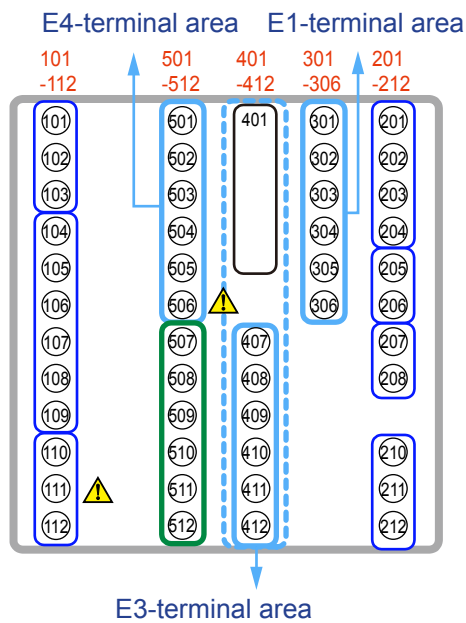 E4-terminal area E1-terminal area
101 501 401 301 201
-112 -512 -412 -306 -212
101 501 401 301 201
102 502 302 202
103 503 303 203
104 504 304 204
105 505 305 205
106 506 306 206
107 507 407 207
108 508 408 208
109 509 409
110 510 410 210
111 511 411 211
112 512 412 212
E3-terminal area